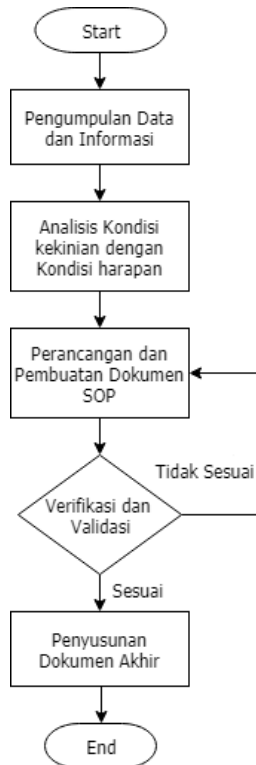 Start
Pengumpulan Data
dan Informasi
Analisis Kondisi
kekinian dengan
Kondisi harapan
Perancangan dan
Pembuatan Dokumen
SOP
Tidak Sesuai
Verifikasi dan
Validasi
Sesuai
Penyusunan
Dokumen Akhir
End